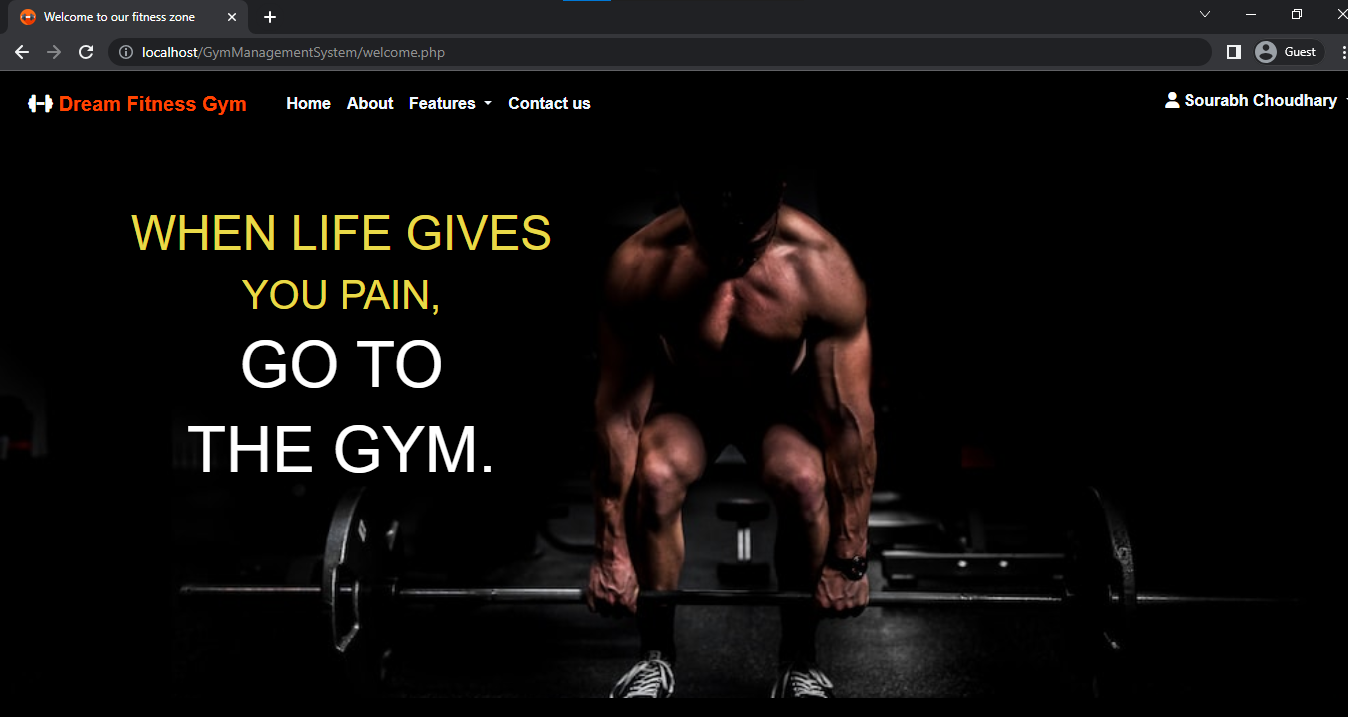 Welcome to our fitness zone
localhost/GymManagementSystem/welcome.php
Guest
Dream Fitness Gym
Home
About
Features
Contact us
Sourabh Choudhary
WHEN LIFE GIVES
YOU PAIN,
GO TO
THE GYM.